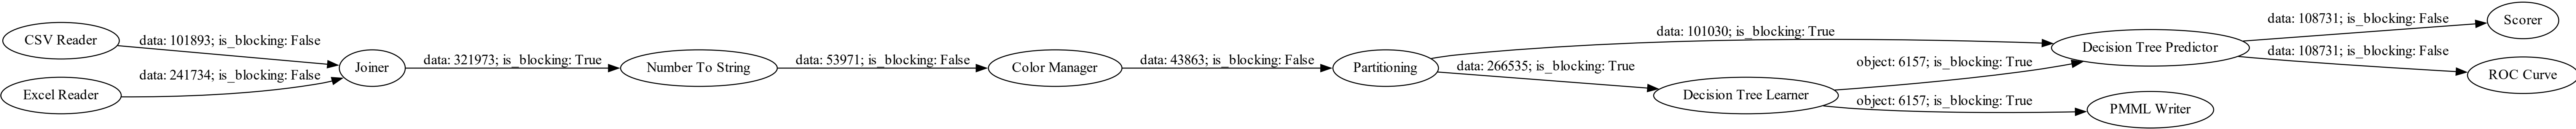 CSV Reader
data: 101893; is_blocking: False
Excel Reader
data: 241734; is_blocking: False
Joiner
data: 321973; is_blocking: True
Number To String
data: 53971; is_blocking: False
Color Manager
data: 43863; is_blocking: False
Partitioning
data: 101030; is_blocking: True
data: 266535; is_blocking: True
Decision Tree Learner
object: 6157; is_blocking: True
object: 6157; is_blocking: True
Decision Tree Predictor
PMML Writer
data: 108731; is_blocking: False
data: 108731; is_blocking: False
Scorer
ROC Curve